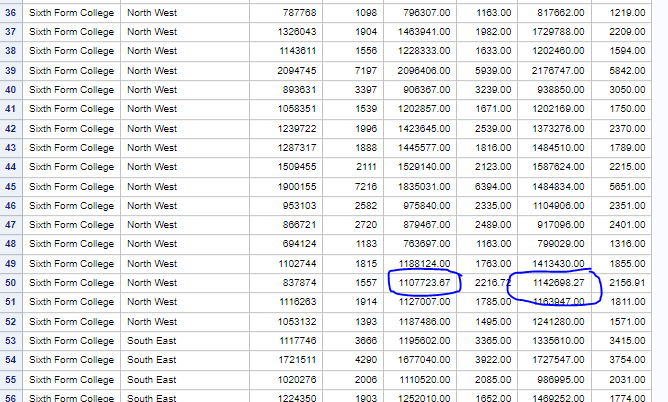 36 Sixth Form College North West 787768 1098 796307.00 1163.00 817662.00 1219.00
37 Sixth Form College North West 1326043 1904 1463941.00 1982.00 1729788.00 2209.00
38 Sixth Form College North West 1143611 1556 1228333.00 1633.00 1202460.00 1594.00
39 Sixth Form College North West 2094745 7197 2096406.00 5939.00 2176747.00 5842.00
40 Sixth Form College North West 893631 3397 906367.00 3239.00 938850.00 3050.00
41 Sixth Form College North West 1058351 1539 1202857.00 1671.00 1202169.00 1750.00
42 Sixth Form College North West 1239722 1996 1423645.00 2539.00 1373276.00 2370.00
43 Sixth Form College North West 1287317 1888 1445577.00 1816.00 1484510.00 1789.00
44 Sixth Form College North West 1509455 2111 1529140.00 2123.00 1587624.00 2215.00
45 Sixth Form College North West 1900155 7216 1835031.00 6394.00 1484834.00 5651.00
46 Sixth Form College North West 953103 2582 975840.00 2335.00 1104906.00 2351.00
47 Sixth Form College North West 866721 2720 879467.00 2489.00 917096.00 2401.00
48 Sixth Form College North West 694124 1183 763697.00 1163.00 799029.00 1316.00
49 Sixth Form College North West 1102744 1815 1188124.00 1763.00 1413430.00 1855.00
50 Sixth Form College North West 837874 1557 1107723.67 2216.72 1142698.27 2156.91
51 Sixth Form College North West 1116263 1914 1127007.00 1785.00 1163947.00 1811.00
52 Sixth Form College North West 1053132 1393 1187486.00 1495.00 1241280.00 1571.00
53 Sixth Form College South East 1117746 3666 1195602.00 3365.00 1335610.00 3415.00
54 Sixth Form College South East 1721511 4290 1677040.00 3922.00 1727547.00 3754.00
55 Sixth Form College South East 1020276 2006 1110520.00 2085.00 986995.00 2031.00
56 Sixth Form College South East 1224350 1903 1252010.00 1652.00 1469252.00 1774.00